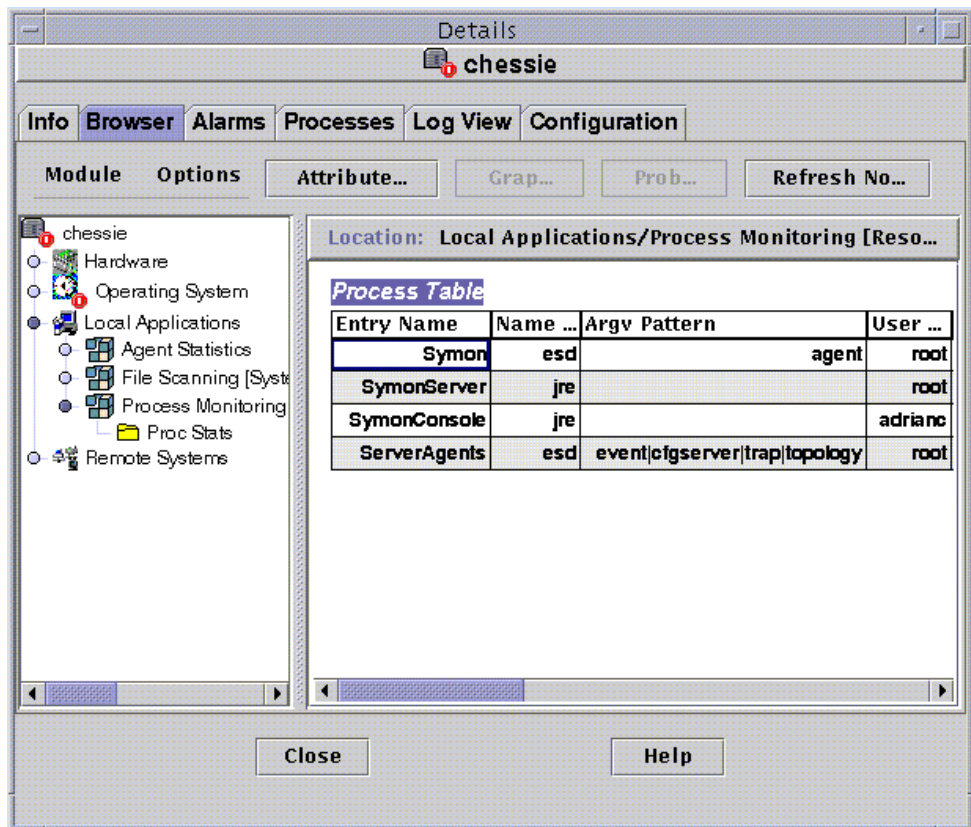 Details
chessie
Info Browser Alarms Processes Log View Configuration
Module Options Attribute... Grap... Prob... Refresh No...
chessie
Hardware
Operating System
Local Applications
Agent Statistics
File Scanning [Syste
Process Monitoring
Proc Stats
Remote Systems
Location: Local Applications/Process Monitoring [Reso...
Process Table
Entry Name Name ... Argv Pattern User ...
Symon esd agent root
SymonServer jre root
SymonConsole jre adrianc
ServerAgents esd event|cfgserver|trap|topology root
Close Help